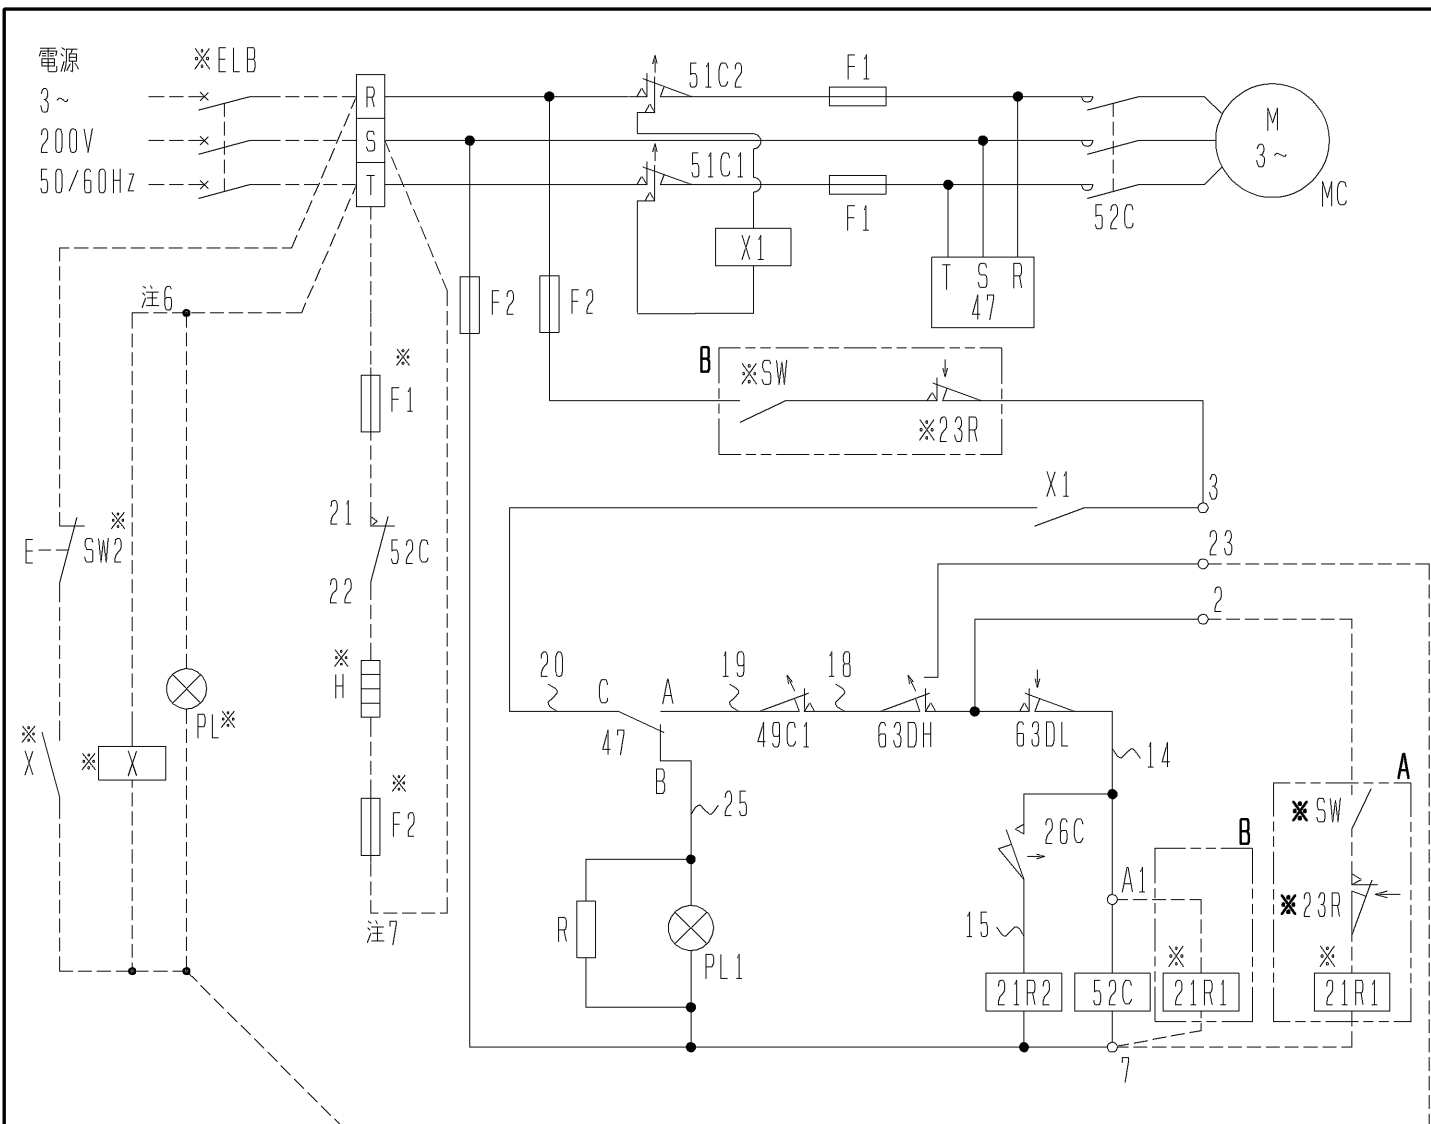 電源
※ELB
3~
200V
50/60Hz
R
S
T
51C2
F1
51C1
F1
X1
52C
M
3~
MC
T S R
47
注6
F2
F2
※
F1
B
※SW
※23R
X1
3
23
2
21
52C
22
E
SW2
※
※
H
20
C
A
19
18
47
49C1
63DH
63DL
B
25
14
PL※
※
X
※
X
※
F2
注7
R
PL1
26C
15
A1
B
A
※SW
※23R
※
※
21R2
52C
21R1
21R1
7